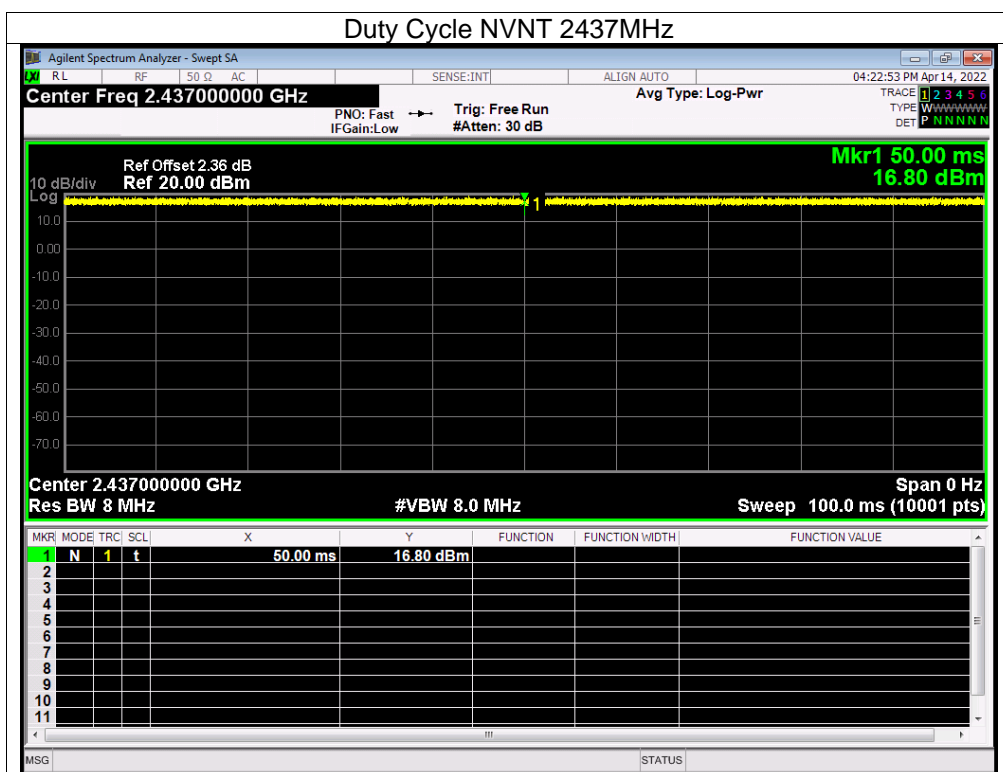 Duty Cycle NVNT 2437MHz
Agilent Spectrum Analyzer - Swept SA
LXI RL RF 50 Ω AC SENSE:INT ALIGN AUTO 04:22:53 PM Apr 14, 2022
Center Freq 2.437000000 GHz
PNO: Fast
IFGain:Low
Trig: Free Run
#Atten: 30 dB
Avg Type: Log-Pwr
TRACE 1 2 3 4 5 6
TYPE WWWWWW
DET P N N N N N
Mkr1 50.00 ms
16.80 dBm
Ref Offset 2.36 dB
10 dB/div Ref 20.00 dBm
Log
1
10.0
0.00
-10.0
-20.0
-30.0
-40.0
-50.0
-60.0
-70.0
Center 2.437000000 GHz Span 0 Hz
Res BW 8 MHz #VBW 8.0 MHz Sweep 100.0 ms (10001 pts)
MKR MODE TRC SCL X Y FUNCTION FUNCTION WIDTH FUNCTION VALUE
1 N 1 t 50.00 ms 16.80 dBm
2
3
4
5
6
7
8
9
10
11
MSG STATUS